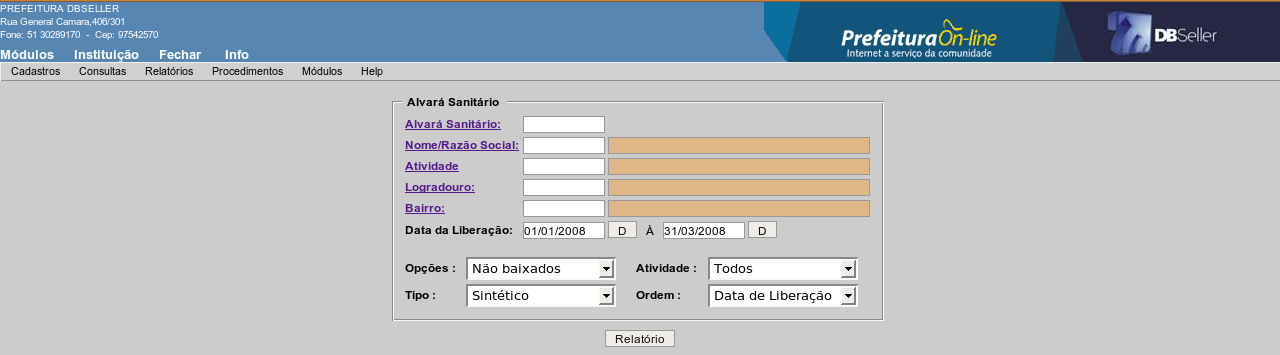 PREFEITURA DBSELLER
Rua General Camara,406/301
Fone: 51 30289170 - Cep: 97542570
Prefeitura On-line
Internet a serviço da comunidade
DBSeller
Módulos Instituição Fechar Info
Cadastros Consultas Relatórios Procedimentos Módulos Help
Alvará Sanitário
Alvará Sanitário:
Nome/Razão Social:
Atividade
Logradouro:
Bairro:
Data da Liberação: 01/01/2008 D À 31/03/2008 D
Opções : Não baixados Atividade : Todos
Tipo : Sintético Ordem : Data de Liberação
Relatório